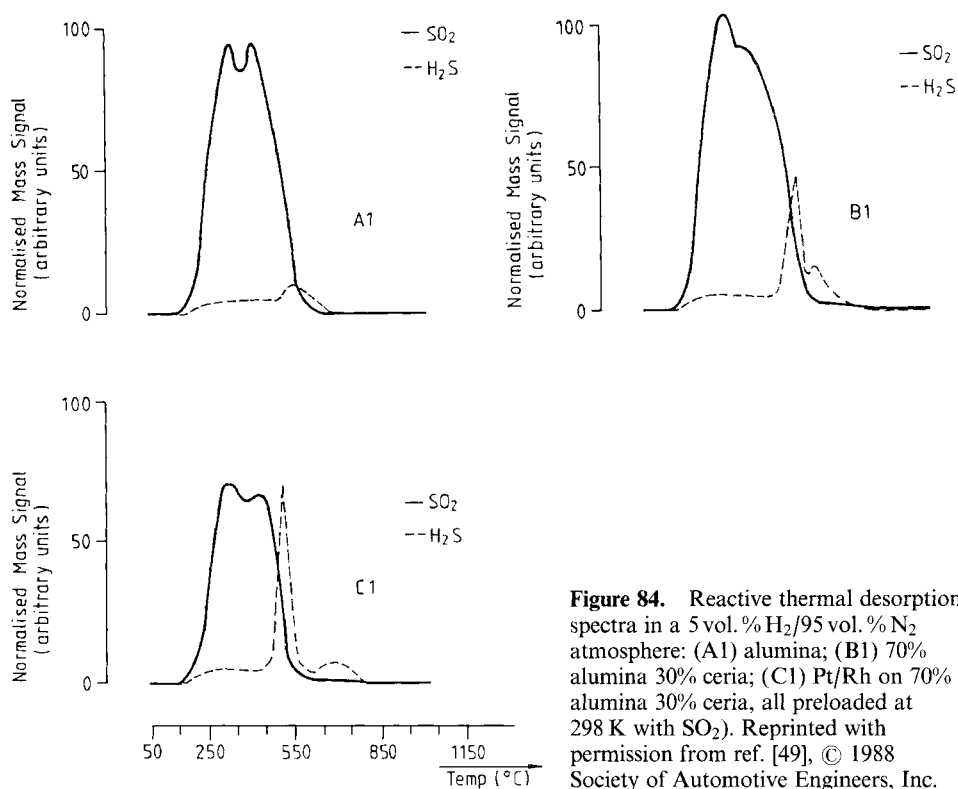 100
50
0
Normalised Mass Signal
(arbitrary units)
— SO₂
--- H₂S
A1
100
50
0
Normalised Mass Signal
(arbitrary units)
— SO₂
--- H₂S
B1
100
50
0
Normalised Mass Signal
(arbitrary units)
— SO₂
--- H₂S
C1
50 250 550 850 1150
Temp (°C)
Figure 84. Reactive thermal desorption
spectra in a 5 vol. % H₂/95 vol. % N₂
atmosphere: (A1) alumina; (B1) 70%
alumina 30% ceria; (C1) Pt/Rh on 70%
alumina 30% ceria, all preloaded at
298 K with SO₂). Reprinted with
permission from ref. [49], © 1988
Society of Automotive Engineers, Inc.